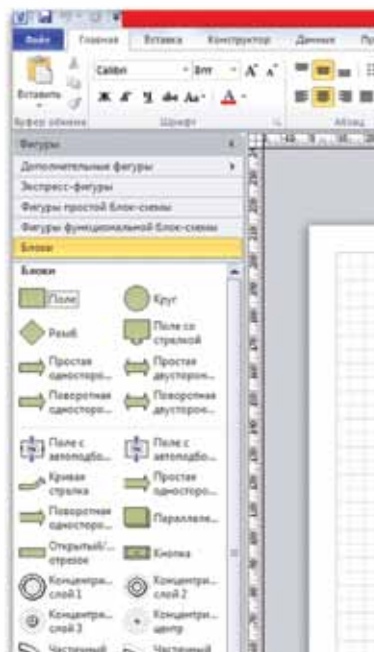 Файл Главная Вставка Конструктор Данные
Calibri 8пт
Вставить
Буфер обмена Шрифт Абзац
Фигуры
Дополнительные фигуры
Экспресс-фигуры
Фигуры простой блок-схемы
Фигуры функциональной блок-схемы
Блоки
Блоки
Поле Круг
Ромб Поле со стрелкой
Простая односторо... Простая двусторон...
Поворотная односторо... Поворотная двусторон...
Поле с автоподбо... Поле с автоподбо...
Кривая стрелка Простая односторо...
Поворотная односторо... Параллеле...
Открытый/... отрезок Кнопка
Концентри... слой 1 Концентри... слой 2
Концентри... слой 3 Концентри... центр
Частичный Частичный